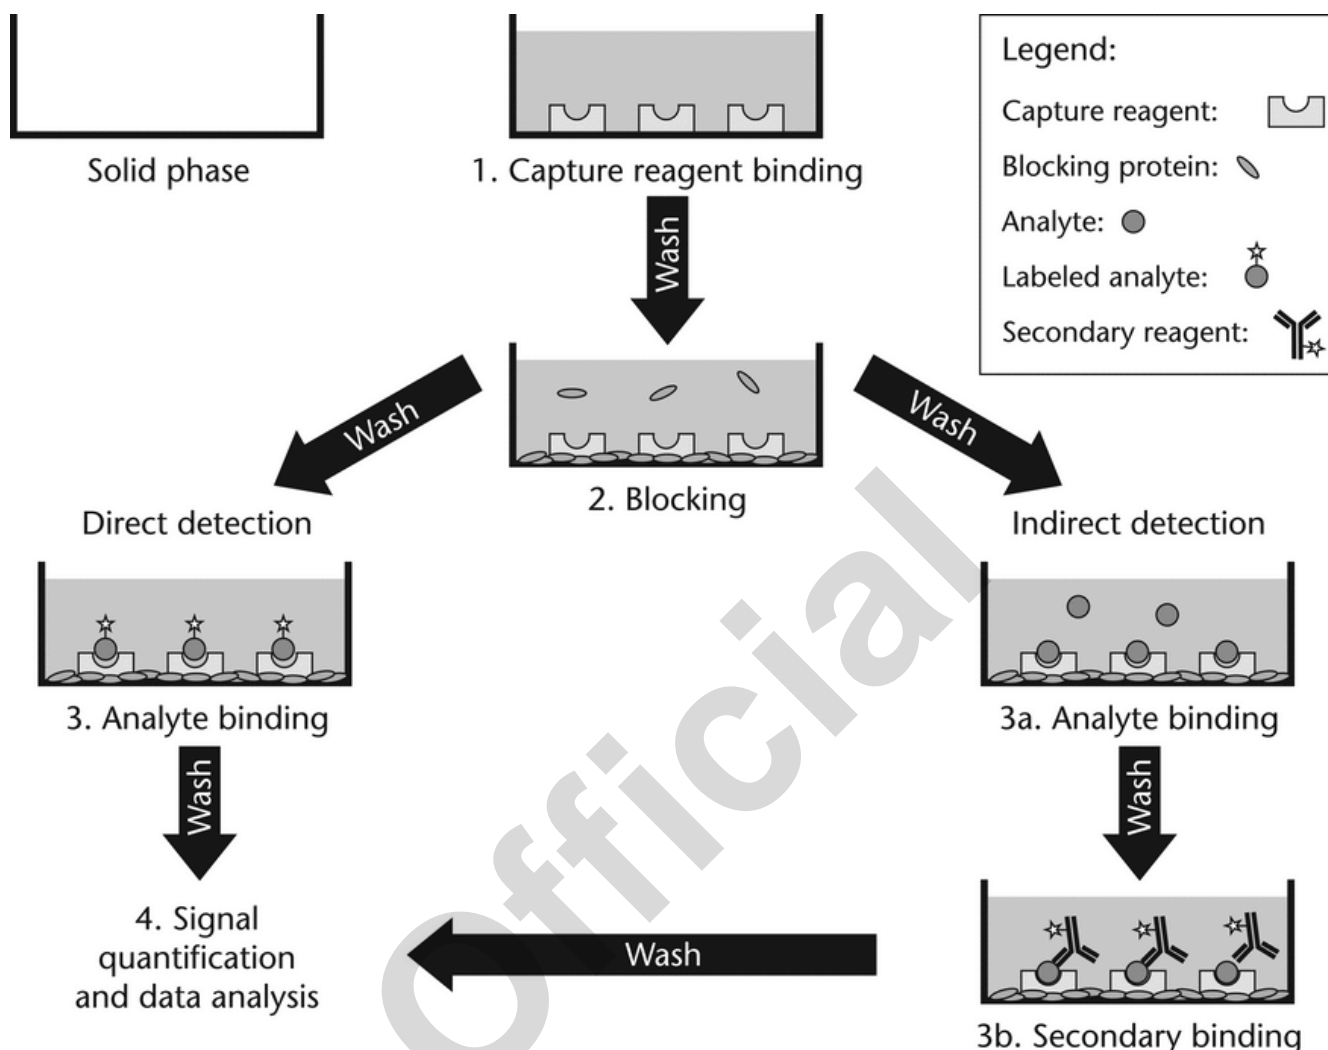 Solid phase
1. Capture reagent binding
Legend:
Capture reagent:
Blocking protein:
Analyte:
Labeled analyte:
Secondary reagent:
Wash
Wash
Wash
2. Blocking
Direct detection
Indirect detection
3. Analyte binding
3a. Analyte binding
Wash
Wash
4. Signal
quantification
and data analysis
Wash
3b. Secondary binding
Official